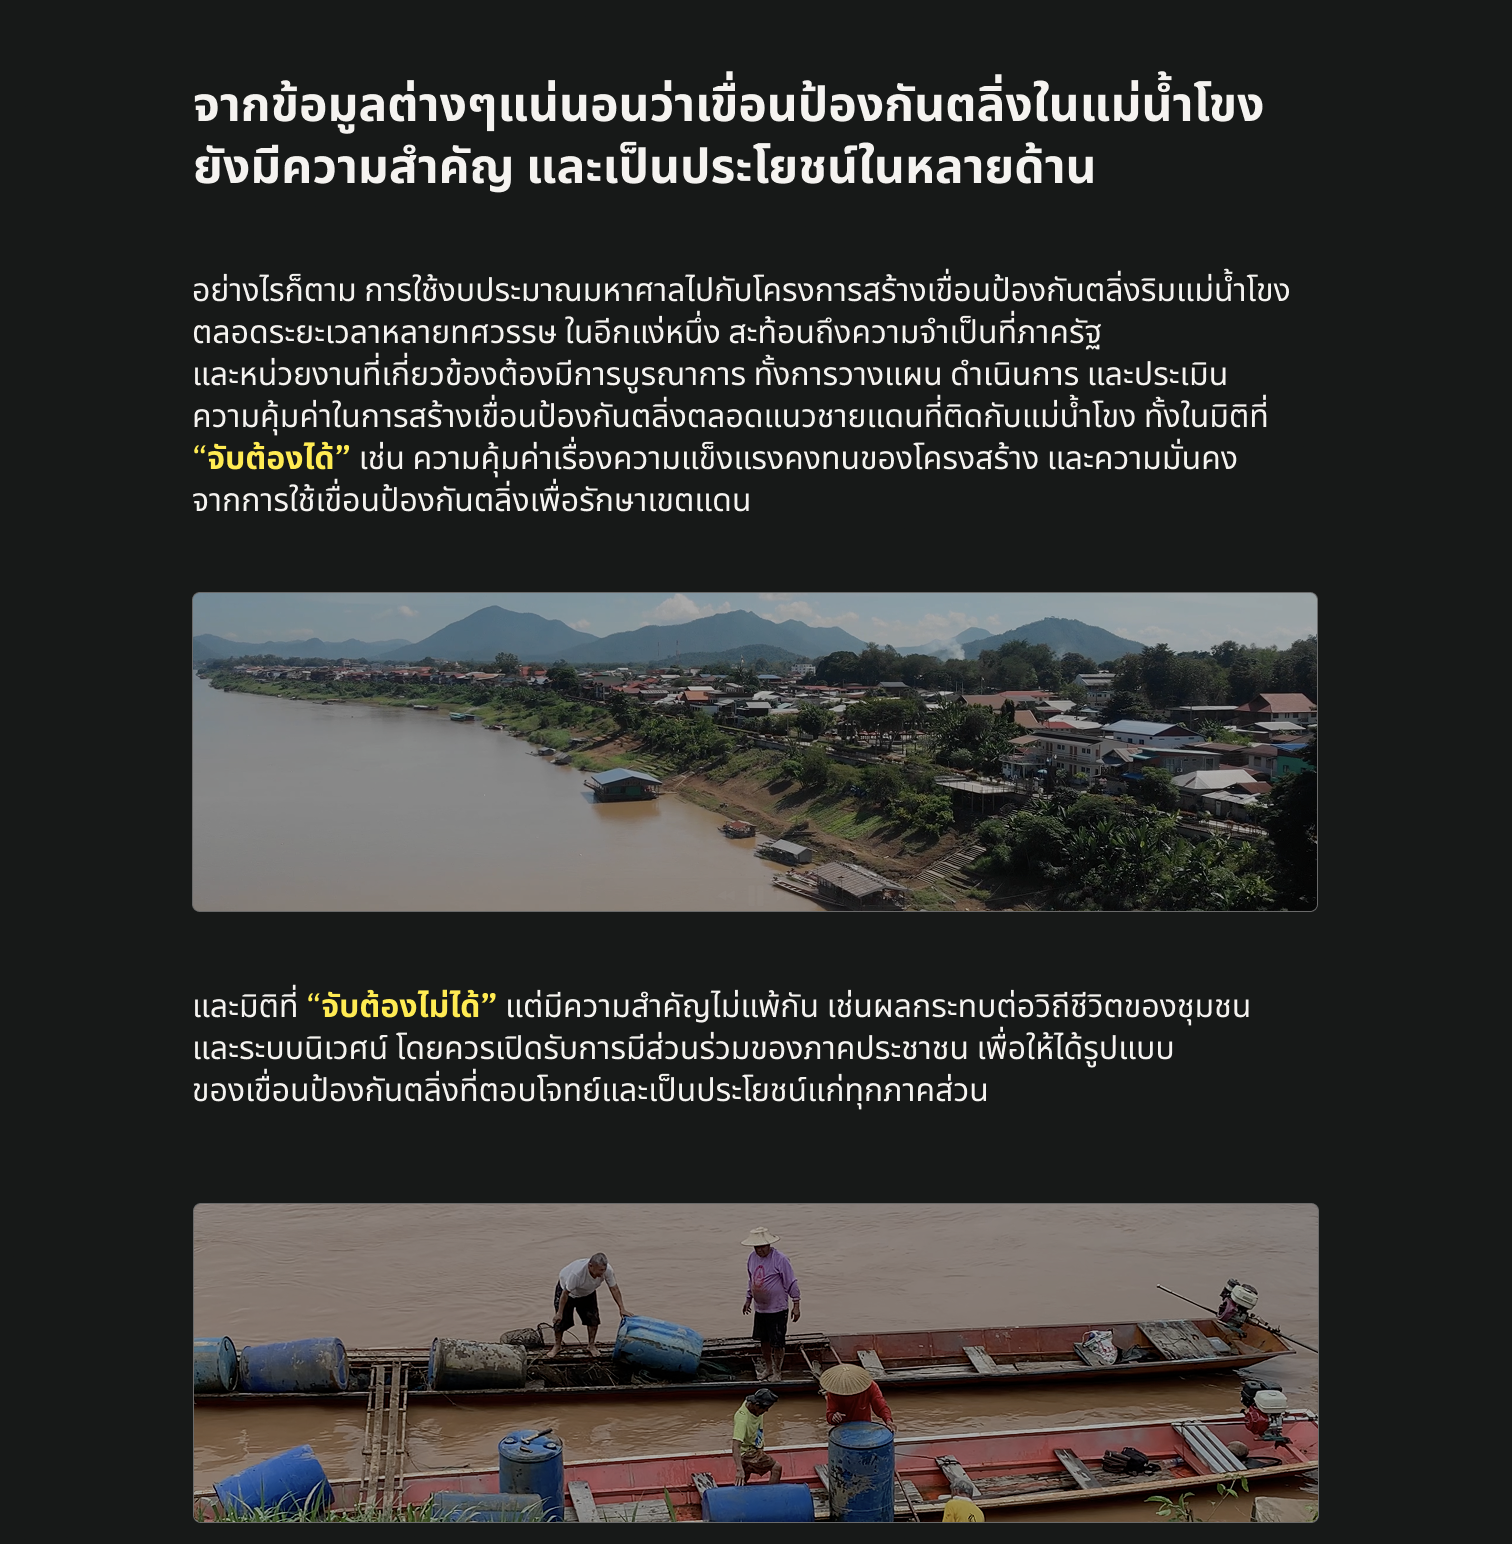 จากข้อมูลต่างๆแน่นอนว่าเขื่อนป้องกันตลิ่งในแม่น้ำโขง
ยังมีความสำคัญ และเป็นประโยชน์ในหลายด้าน
อย่างไรก็ตาม การใช้งบประมาณมหาศาลไปกับโครงการสร้างเขื่อนป้องกันตลิ่งริมแม่น้ำโขง
ตลอดระยะเวลาหลายทศวรรษ ในอีกแง่หนึ่ง สะท้อนถึงความจำเป็นที่ภาครัฐ
และหน่วยงานที่เกี่ยวข้องต้องมีการบูรณาการ ทั้งการวางแผน ดำเนินการ และประเมิน
ความคุ้มค่าในการสร้างเขื่อนป้องกันตลิ่งตลอดแนวชายแดนที่ติดกับแม่น้ำโขง ทั้งในมิติที่
“จับต้องได้” เช่น ความคุ้มค่าเรื่องความแข็งแรงคงทนของโครงสร้าง และความมั่นคง
จากการใช้เขื่อนป้องกันตลิ่งเพื่อรักษาเขตแดน
และมิติที่ “จับต้องไม่ได้” แต่มีความสำคัญไม่แพ้กัน เช่นผลกระทบต่อวิถีชีวิตของชุมชน
และระบบนิเวศน์ โดยควรเปิดรับการมีส่วนร่วมของภาคประชาชน เพื่อให้ได้รูปแบบ
ของเขื่อนป้องกันตลิ่งที่ตอบโจทย์และเป็นประโยชน์แก่ทุกภาคส่วน